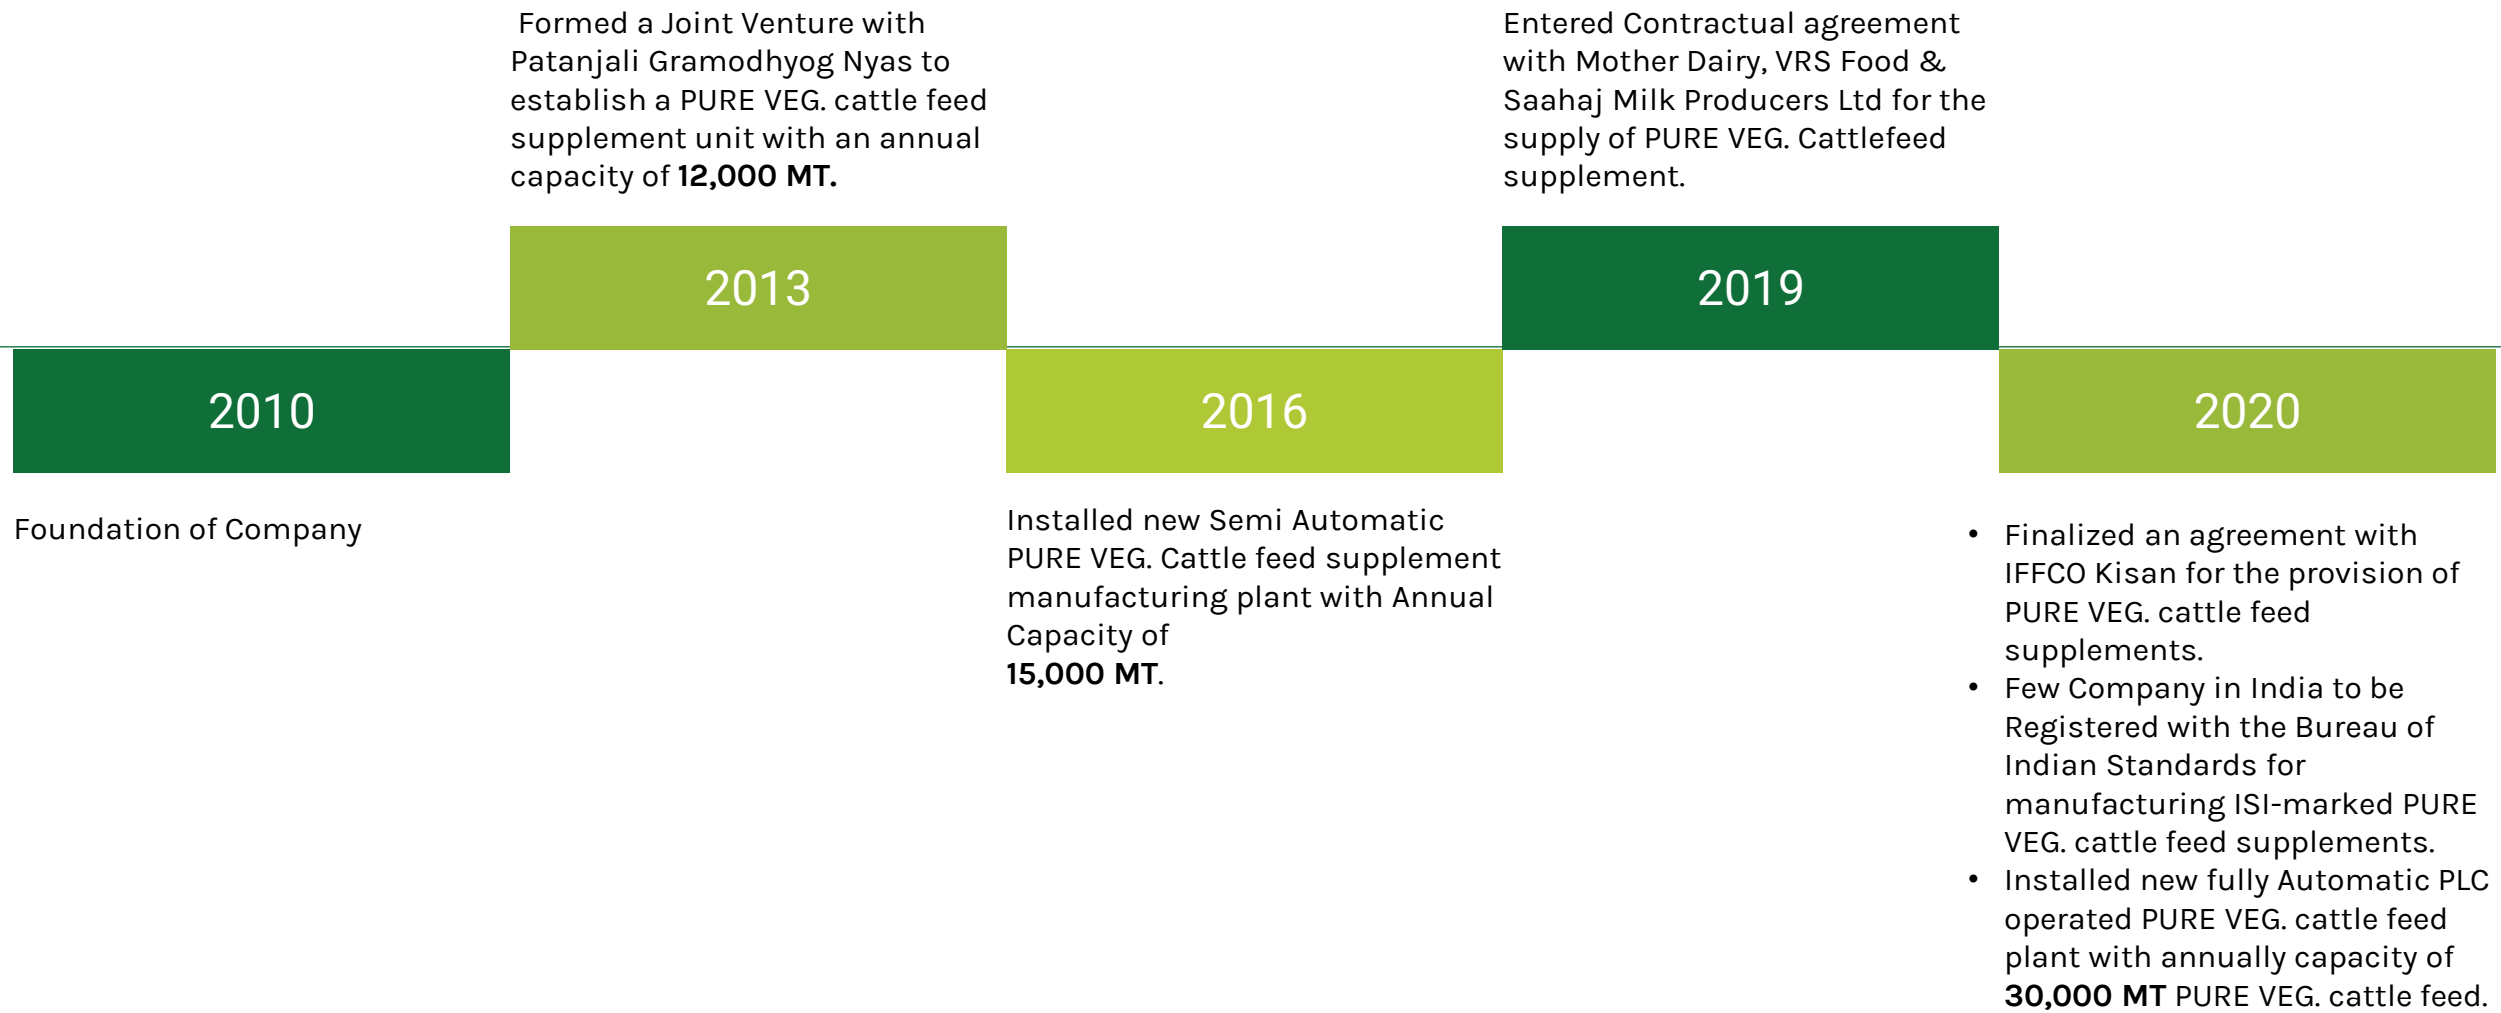 2010
Foundation of Company
Formed a Joint Venture with
Patanjali Gramodhyog Nyas to
establish a PURE VEG. cattle feed
supplement unit with an annual
capacity of 12,000 MT.
2013
2016
Installed new Semi Automatic
PURE VEG. Cattle feed supplement
manufacturing plant with Annual
Capacity of
15,000 MT.
Entered Contractual agreement
with Mother Dairy, VRS Food &
Saahaj Milk Producers Ltd for the
supply of PURE VEG. Cattlefeed
supplement.
2019
2020
• Finalized an agreement with
IFFCO Kisan for the provision of
PURE VEG. cattle feed
supplements.
• Few Company in India to be
Registered with the Bureau of
Indian Standards for
manufacturing ISI-marked PURE
VEG. cattle feed supplements.
• Installed new fully Automatic PLC
operated PURE VEG. cattle feed
plant with annually capacity of
30,000 MT PURE VEG. cattle feed.